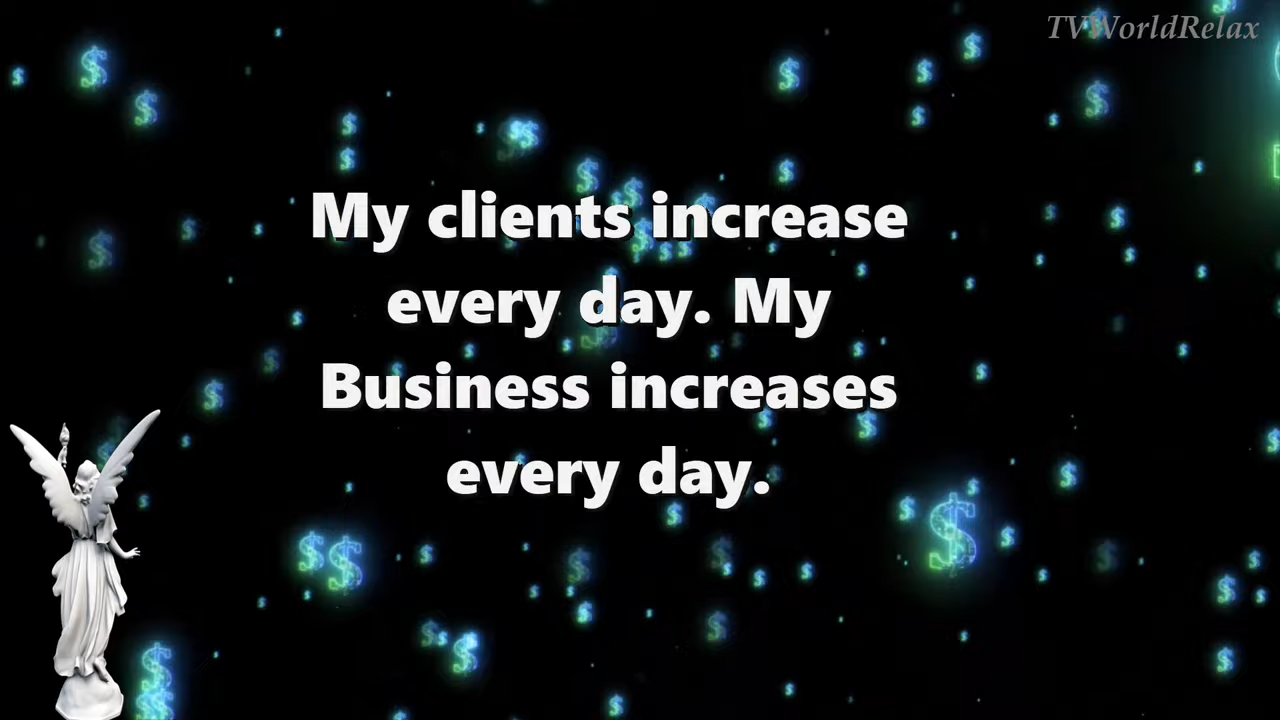 TVWorldRelax
My clients increase
every day. My
Business increases
every day.